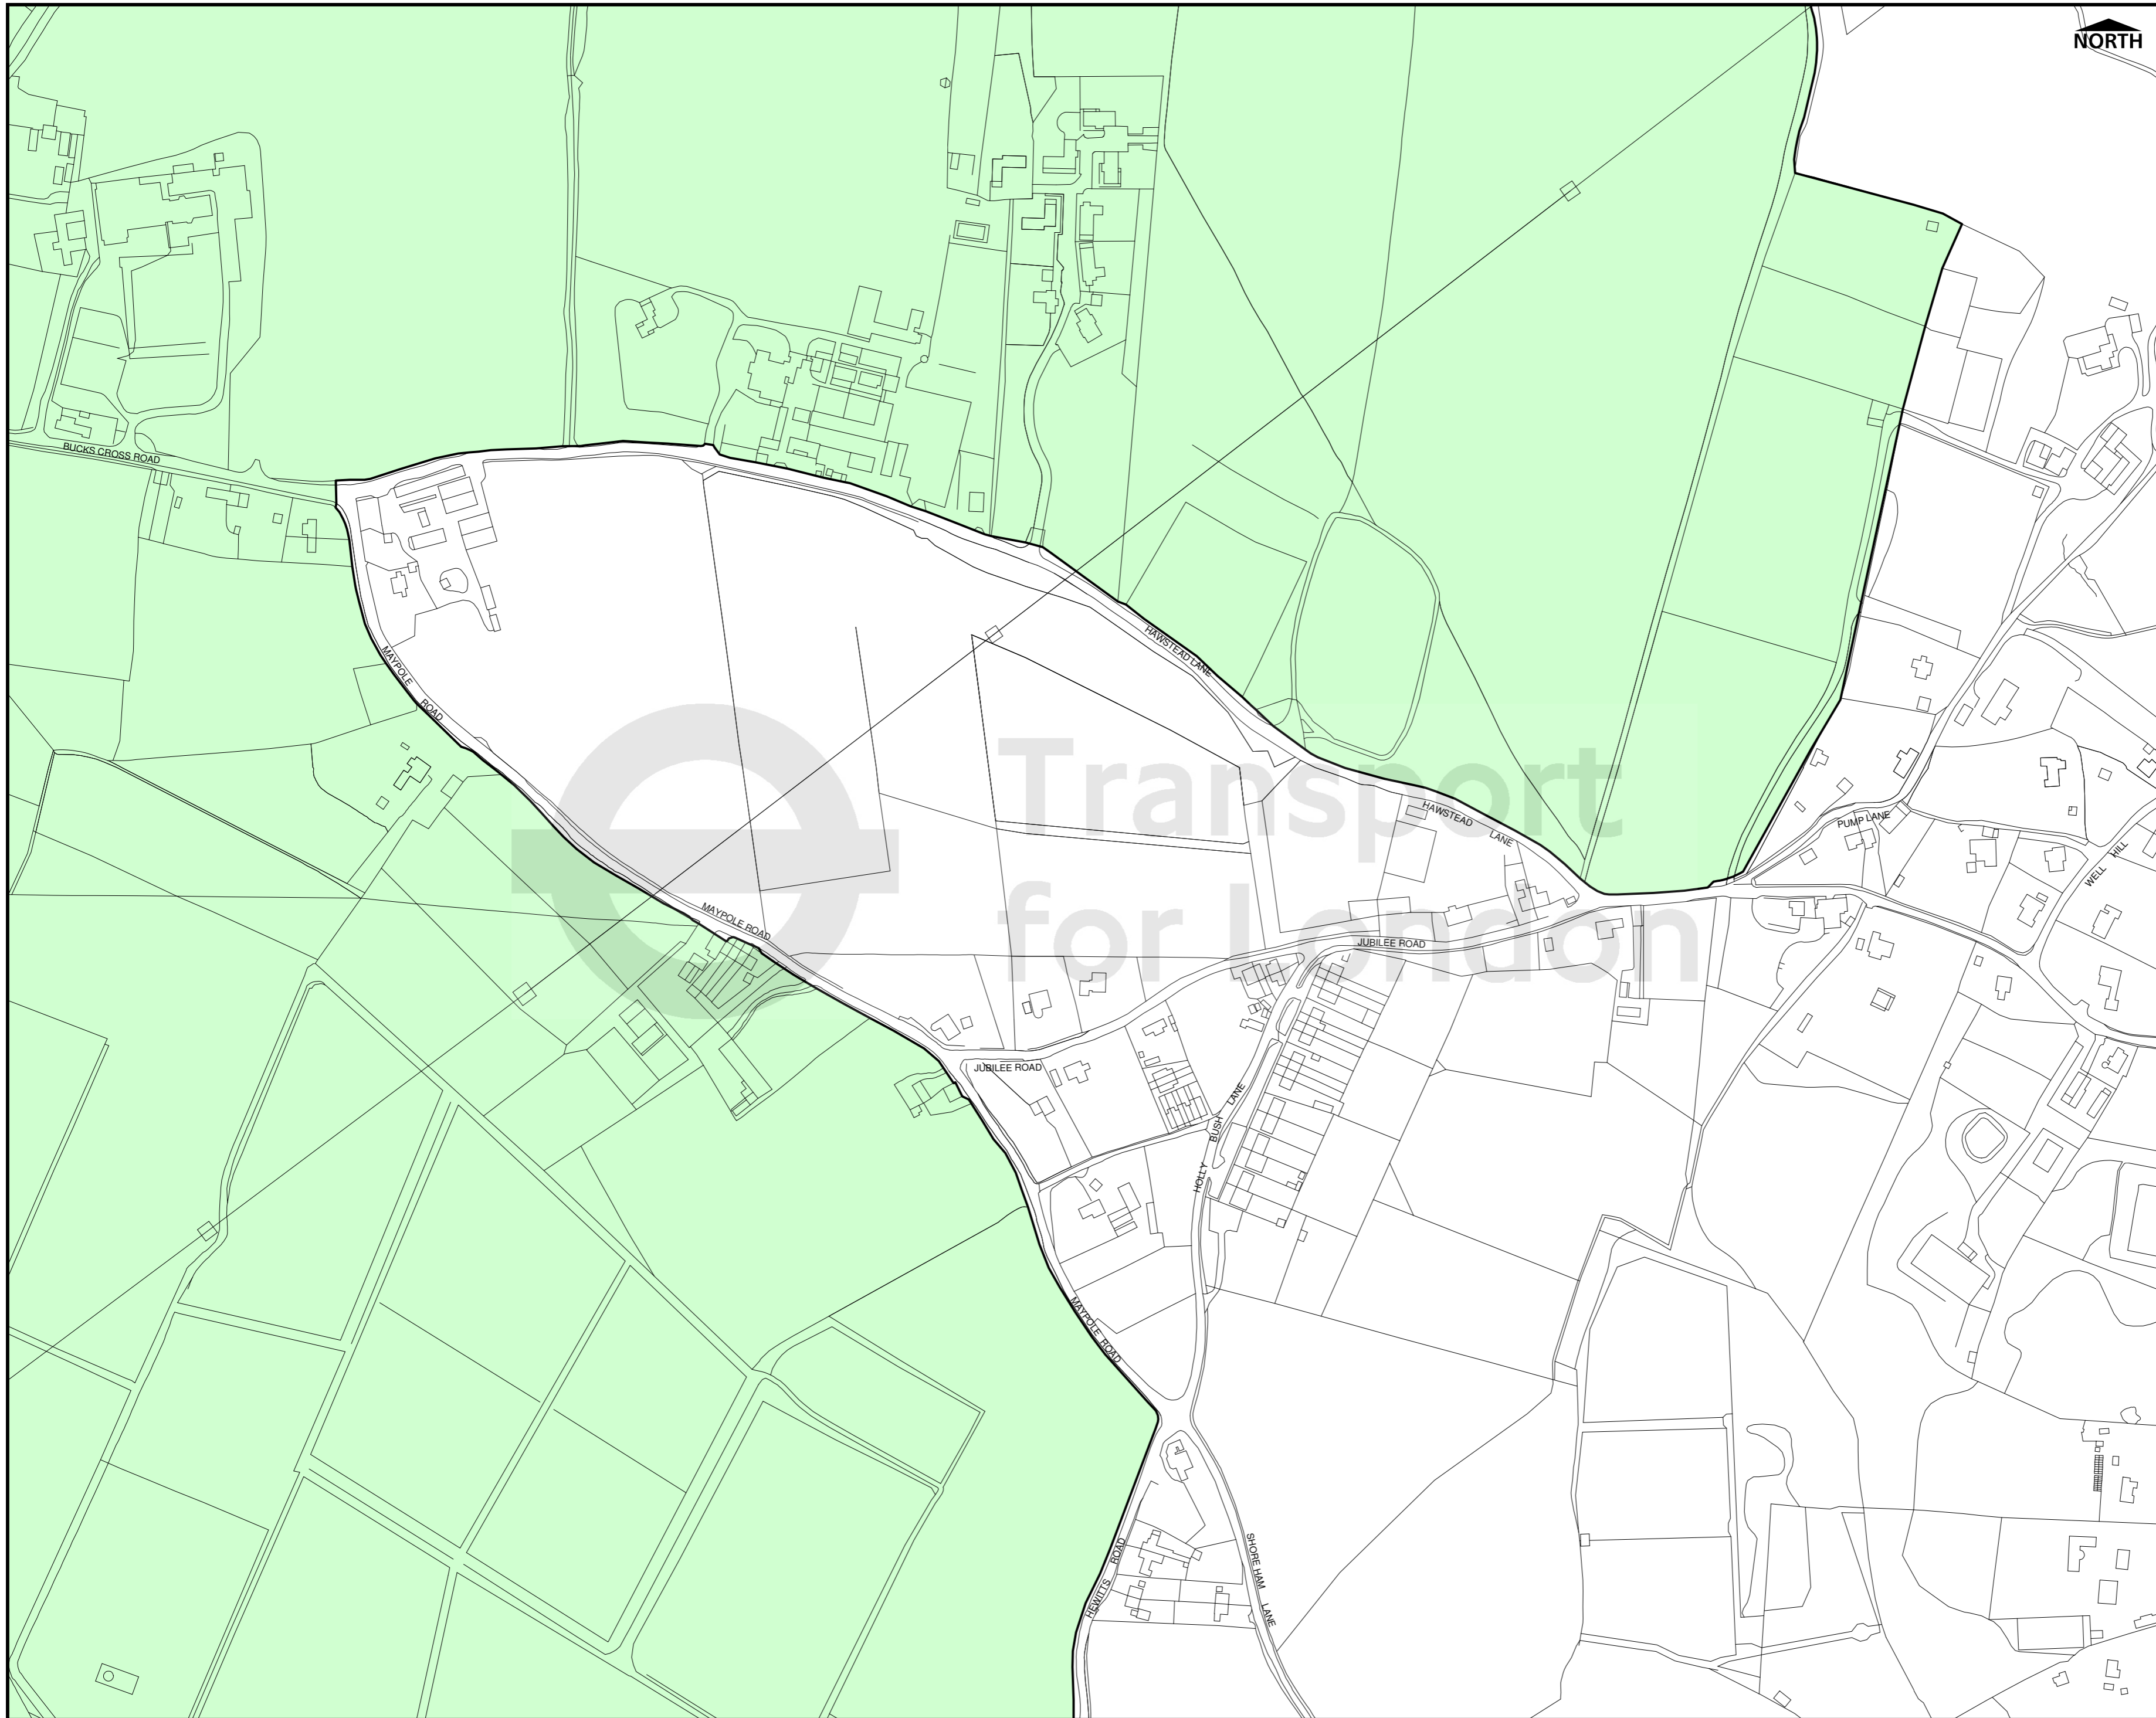 NORTH
BUCKS CROSS ROAD
MAYPOLE ROAD
HAWSTEAD LANE
Transport
for London
HAWSTEAD LANE
PUMP LANE
WELL HILL
MAYPOLE ROAD
JUBILEE ROAD
JUBILEE ROAD
HOLLY BUSH LANE
MAYPOLE ROAD
HEWITTS ROAD
SHORE HAM LANE